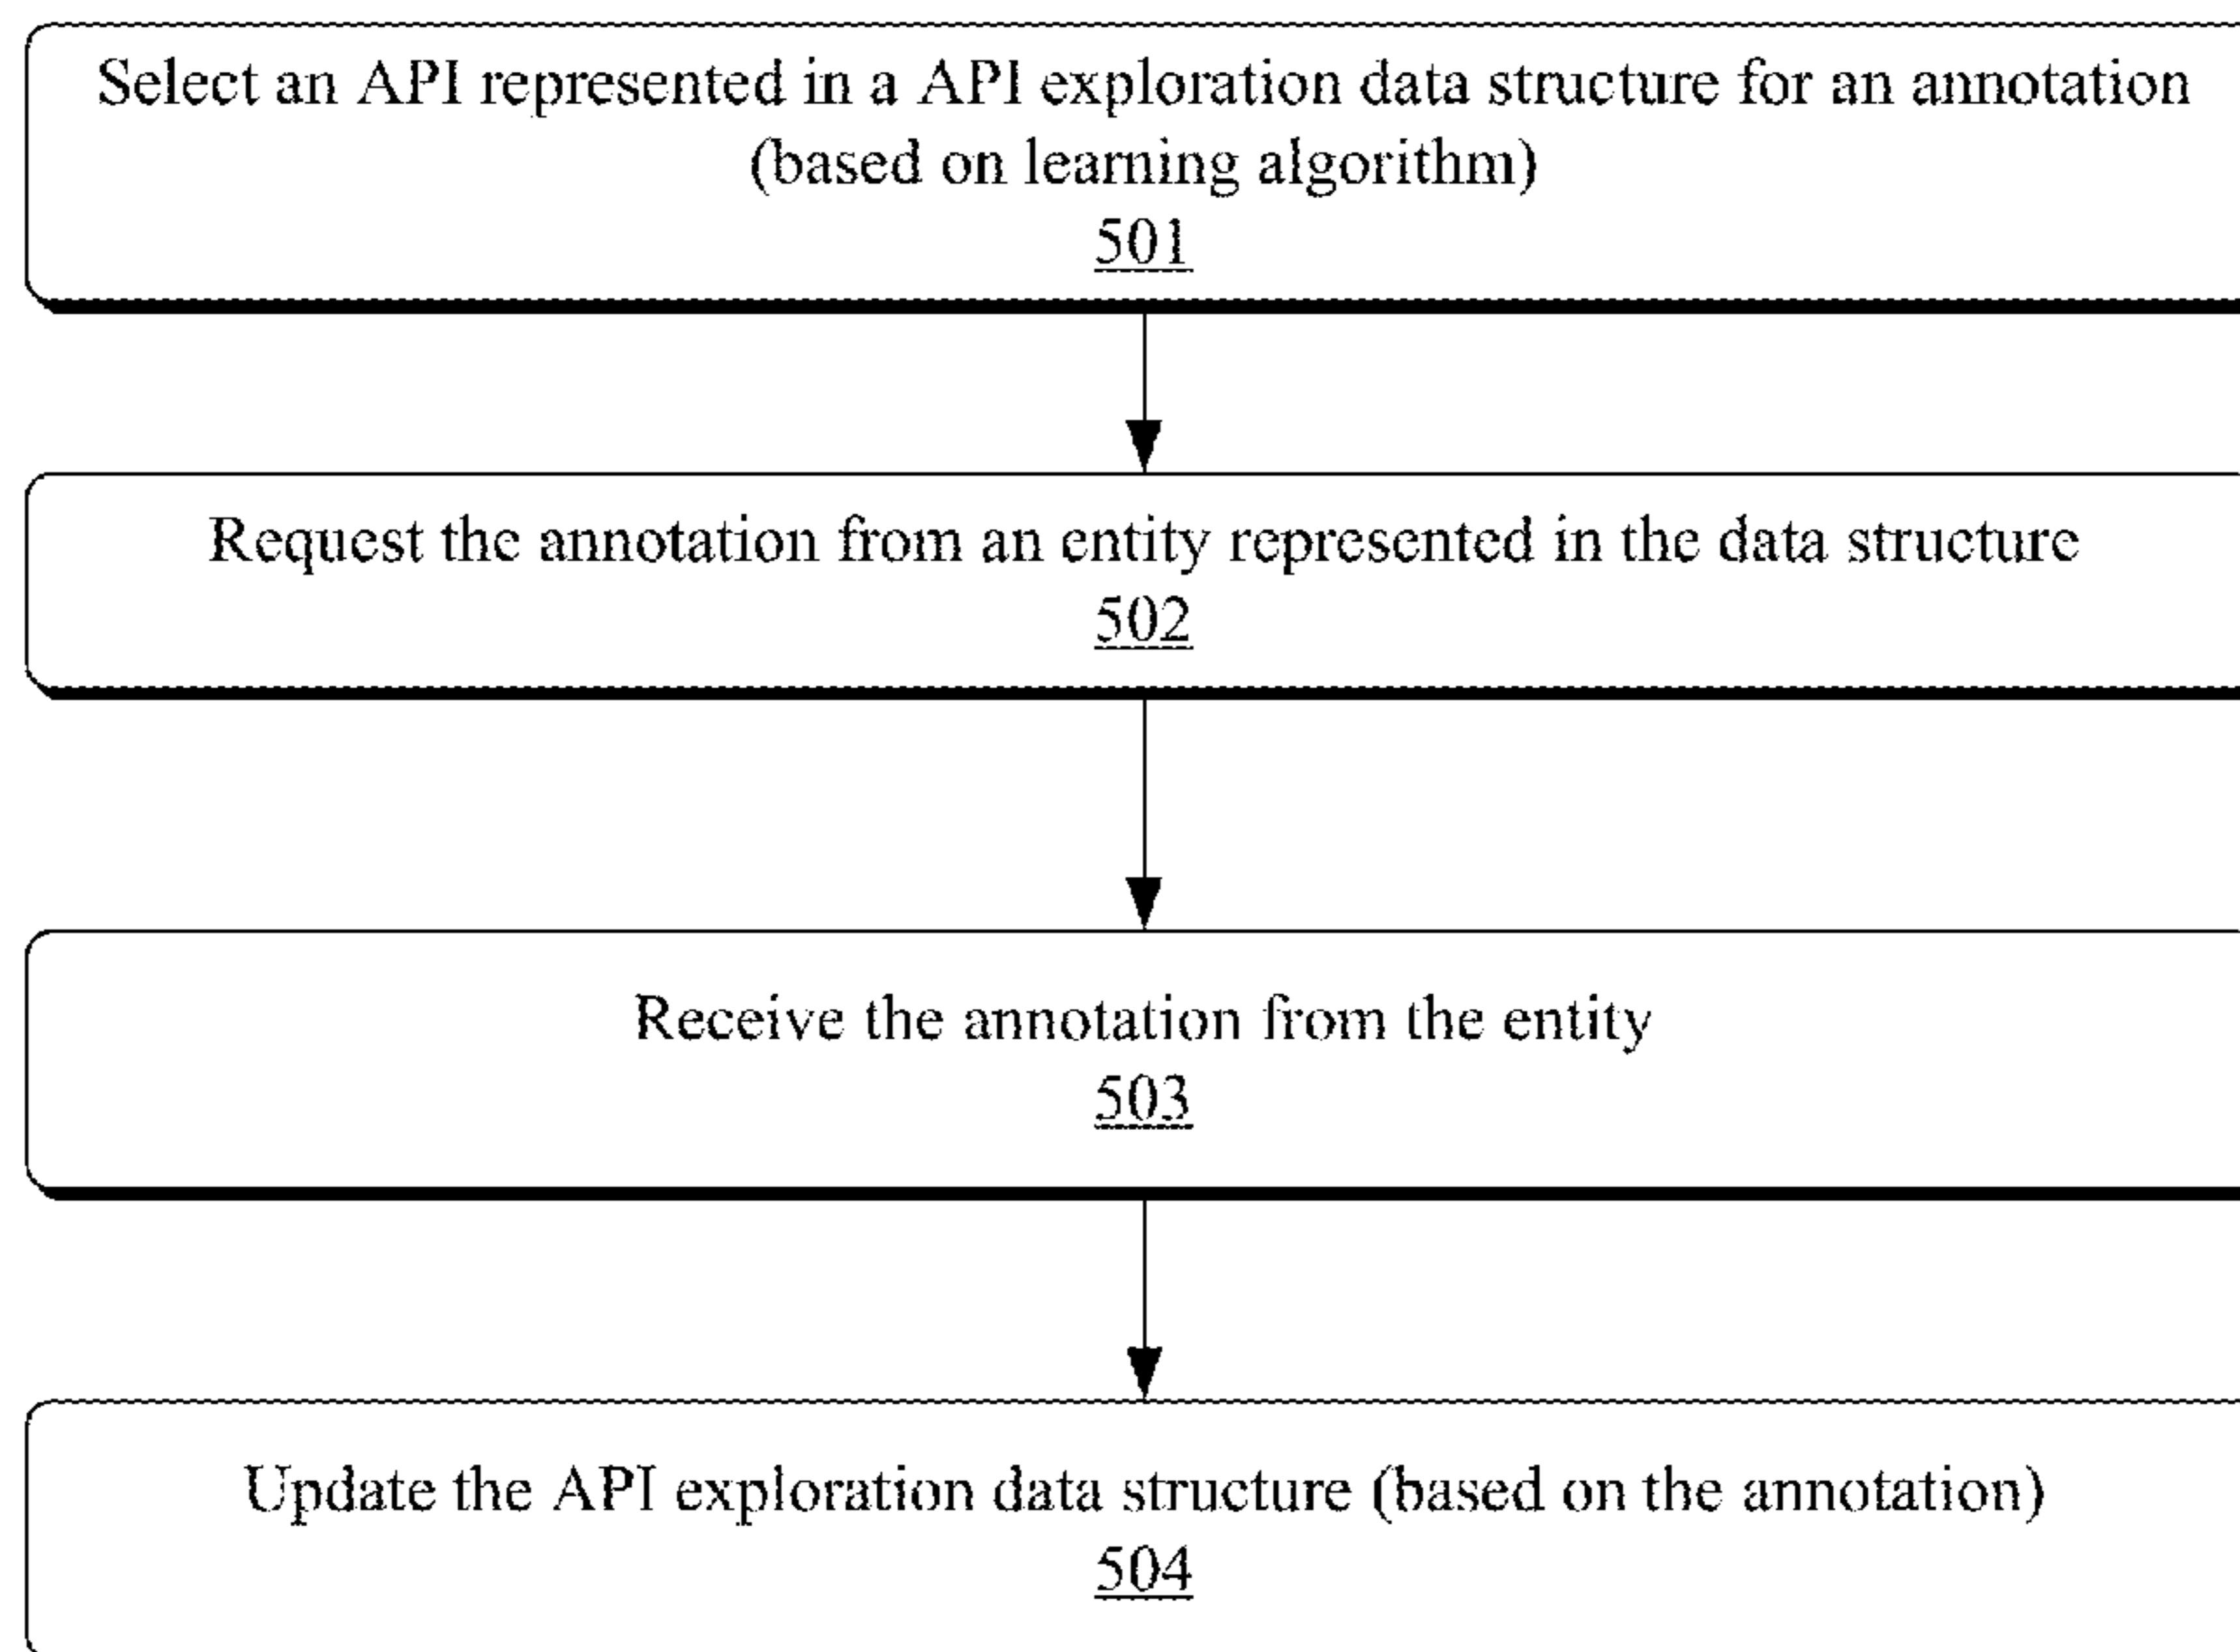 Select an API represented in a API exploration data structure for an annotation
(based on learning algorithm)
501
Request the annotation from an entity represented in the data structure
502
Receive the annotation from the entity
503
Update the API exploration data structure (based on the annotation)
504